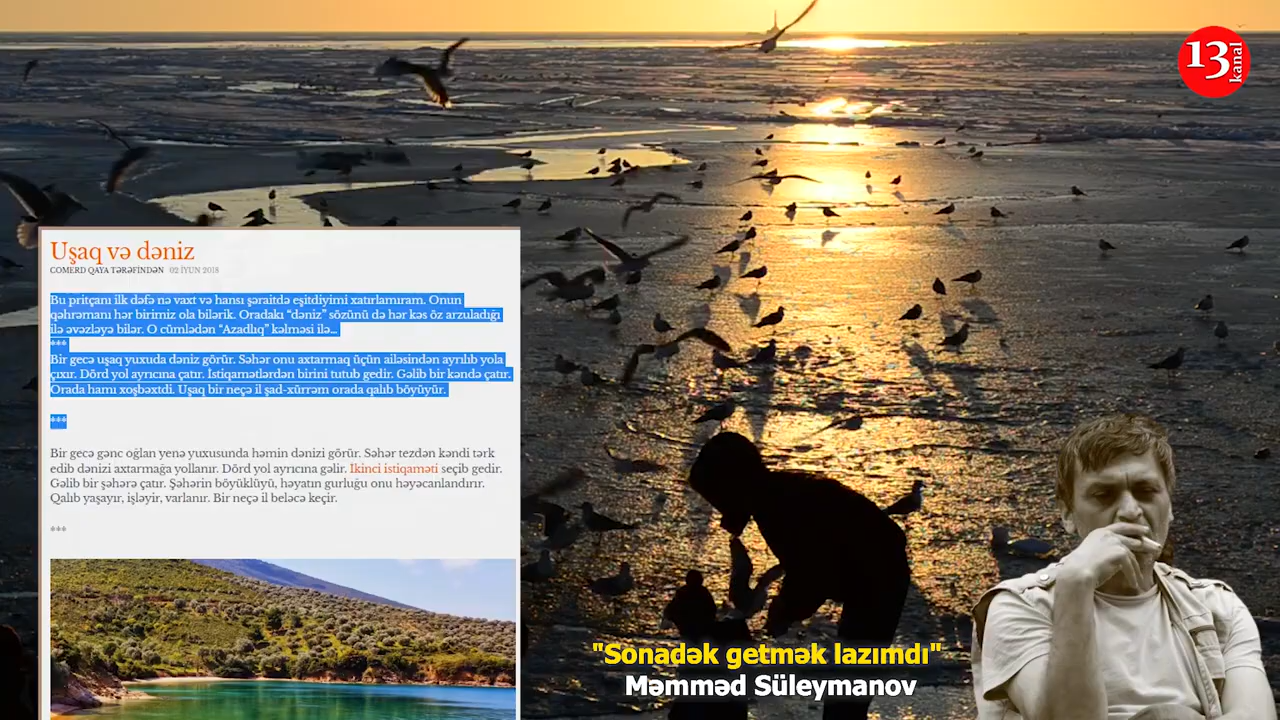 13
kanal
Uşaq və dəniz
COMERD QAYA TƏRƏFİNDƏN 02 İYUN 2018
Bu pritçanı ilk dəfə nə vaxt və hansı şəraitdə eşitdiyimi xatırlamıram. Onun
qəhrəmanı hər birimiz ola bilərik. Oradakı “dəniz” sözünü də hər kəs öz arzuladığı
ilə əvəzləyə bilər. O cümlədən “Azadlıq” kəlməsi ilə...
***
Bir gecə uşaq yuxuda dəniz görür. Səhər onu axtarmaq üçün ailəsindən ayrılıb yola
çıxır. Dörd yol ayrıcına çatır. İstiqamətlərdən birini tutub gedir. Gəlib bir kəndə çatır.
Orada hamı xoşbəxtdi. Uşaq bir neçə il şad-xürrəm orada qalıb böyüyür.
***
Bir gecə gənc oğlan yenə yuxusunda həmin dənizi görür. Səhər tezdən kəndi tərk
edib dənizi axtarmağa yollanır. Dörd yol ayrıcına gəlir. İkinci istiqaməti seçib gedir.
Gəlib bir şəhərə çatır. Şəhərin böyüklüyü, həyatın gurluğu onu həyəcanlandırır.
Qalıb yaşayır, işləyir, varlanır. Bir neçə il beləcə keçir.
***
"Sonadək getmək lazımdı"
Məmməd Süleymanov